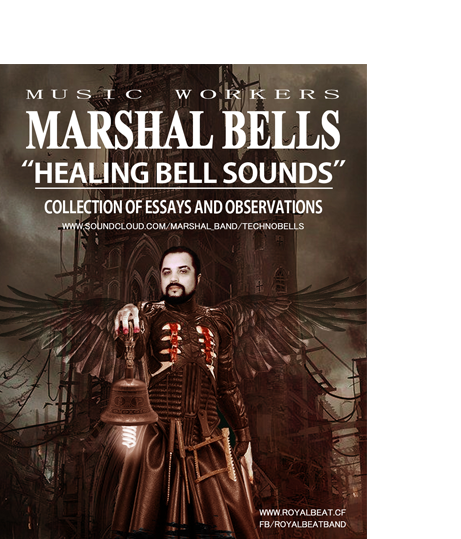 MUSIC WORKERS
MARSHAL BELLS
“HEALING BELL SOUNDS”
COLLECTION OF ESSAYS AND OBSERVATIONS
WWW.SOUNDCLOUD.COM/MARSHAL_BAND/TECHNOBELLS
WWW.ROYALBEAT.CF
FB/ROYALBEATBAND